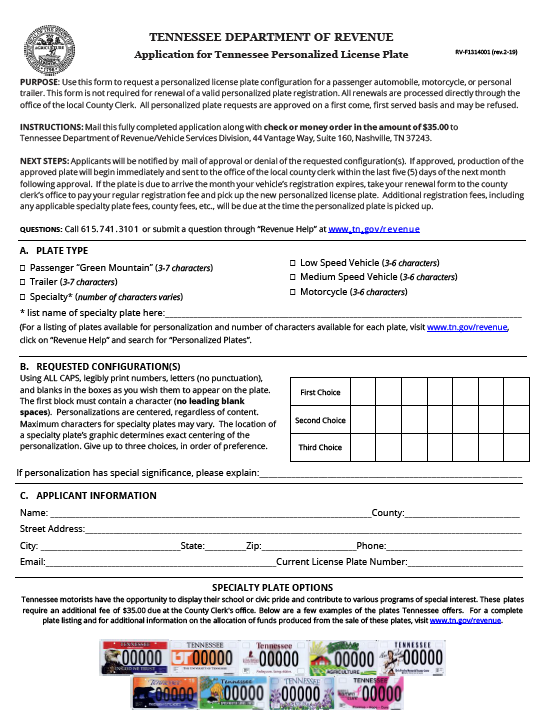 TENNESSEE DEPARTMENT OF REVENUE
Application for Tennessee Personalized License Plate
RV-F1314001 (rev.2-19)
PURPOSE: Use this form to request a personalized license plate configuration for a passenger automobile, motorcycle, or personal
trailer. This form is not required for renewal of a valid personalized plate registration. All renewals are processed directly through the
office of the local County Clerk. All personalized plate requests are approved on a first come, first served basis and may be refused.
INSTRUCTIONS: Mail this fully completed application along with check or money order in the amount of $35.00 to
Tennessee Department of Revenue/Vehicle Services Division, 44 Vantage Way, Suite 160, Nashville, TN 37243.
NEXT STEPS: Applicants will be notified by mail of approval or denial of the requested configuration(s). If approved, production of the
approved plate will begin immediately and sent to the office of the local county clerk within the last five (5) days of the next month
following approval. If the plate is due to arrive the month your vehicle's registration expires, take your renewal form to the county
clerk's office to pay your regular registration fee and pick up the new personalized license plate. Additional registration fees, including
any applicable specialty plate fees, county fees, etc., will be due at the time the personalized plate is picked up.
QUESTIONS: Call 615.741.3101 or submit a question through "Revenue Help" at www.tn.gov/revenue
A. PLATE TYPE
☐ Passenger "Green Mountain" (3-7 characters)
☐ Trailer (3-7 characters)
☐ Specialty* (number of characters varies)
☐ Low Speed Vehicle (3-6 characters)
☐ Medium Speed Vehicle (3-6 characters)
☐ Motorcycle (3-6 characters)
* list name of specialty plate here:
(For a listing of plates available for personalization and number of characters available for each plate, visit www.tn.gov/revenue,
click on "Revenue Help" and search for "Personalized Plates".
B. REQUESTED CONFIGURATION(S)
Using ALL CAPS, legibly print numbers, letters (no punctuation),
and blanks in the boxes as you wish them to appear on the plate.
The first block must contain a character (no leading blank
spaces). Personalizations are centered, regardless of content.
Maximum characters for specialty plates may vary. The location of
a specialty plate's graphic determines exact centering of the
personalization. Give up to three choices, in order of preference.
First Choice
Second Choice
Third Choice
If personalization has special significance, please explain:
C. APPLICANT INFORMATION
Name: County:
Street Address:
City: State: Zip: Phone:
Email: Current License Plate Number:
SPECIALTY PLATE OPTIONS
Tennessee motorists have the opportunity to display their school or civic pride and contribute to various programs of special interest. These plates
require an additional fee of $35.00 due at the County Clerk's office. Below are a few examples of the plates Tennessee offers. For a complete
plate listing and for additional information on the allocation of funds produced from the sale of these plates, visit www.tn.gov/revenue.
00000 TENNESSEE 00000 Tennessee 00000 00000 TENNESSEE 00000
AGRICULTURE
00000 00000 00000 00000